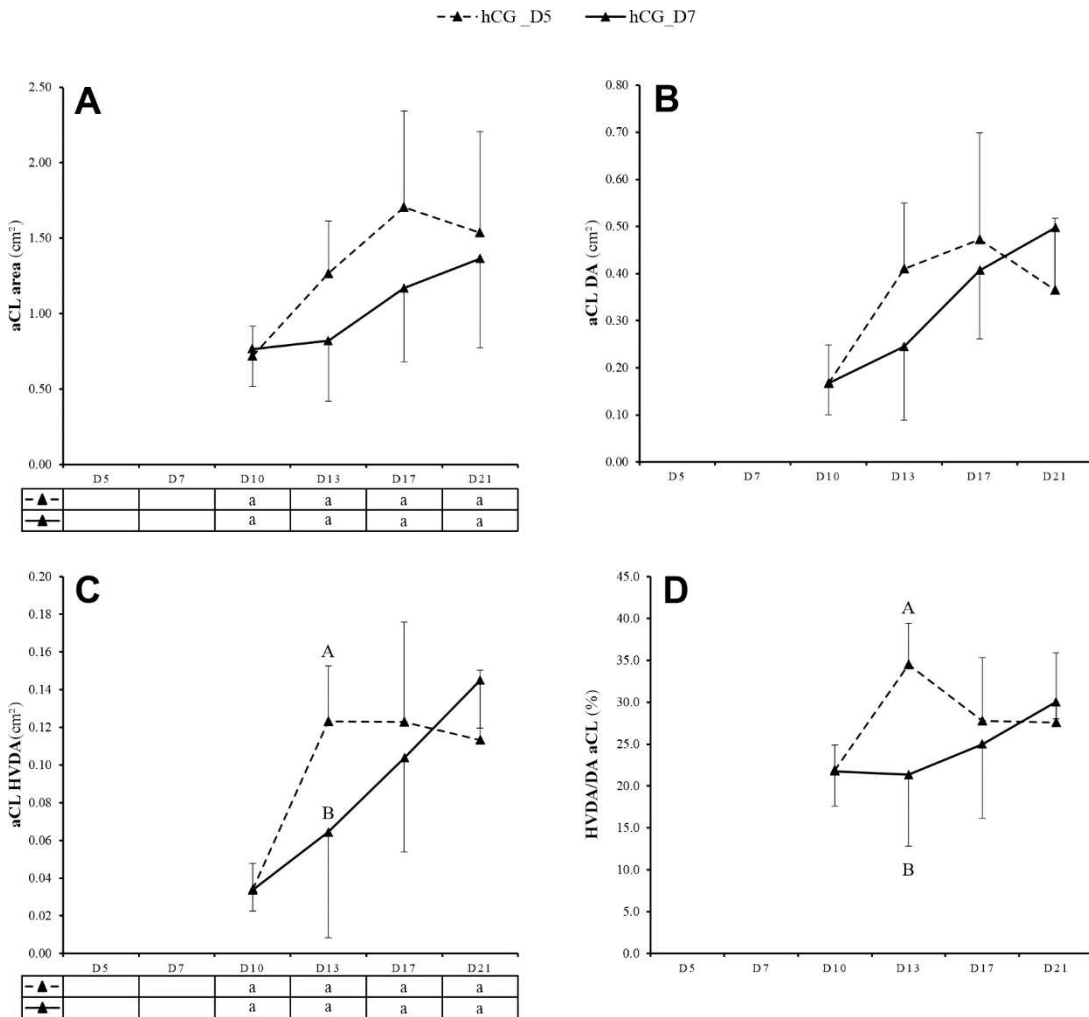 hCG _D5 hCG_D7
A
aCL area (cm²)
2.50
2.00
1.50
1.00
0.50
0.00
D5 D7 D10 D13 D17 D21
a a a a
a a a a
B
aCL DA (cm²)
0.80
0.70
0.60
0.50
0.40
0.30
0.20
0.10
0.00
D5 D7 D10 D13 D17 D21
C
aCL HVDA(cm²)
0.20
0.18
0.16
0.14
0.12
0.10
0.08
0.06
0.04
0.02
0.00
A
B
D5 D7 D10 D13 D17 D21
a a a a
a a a a
D
HVDA/DA aCL (%)
45.0
40.0
35.0
30.0
25.0
20.0
15.0
10.0
5.0
0.0
A
B
D5 D7 D10 D13 D17 D21